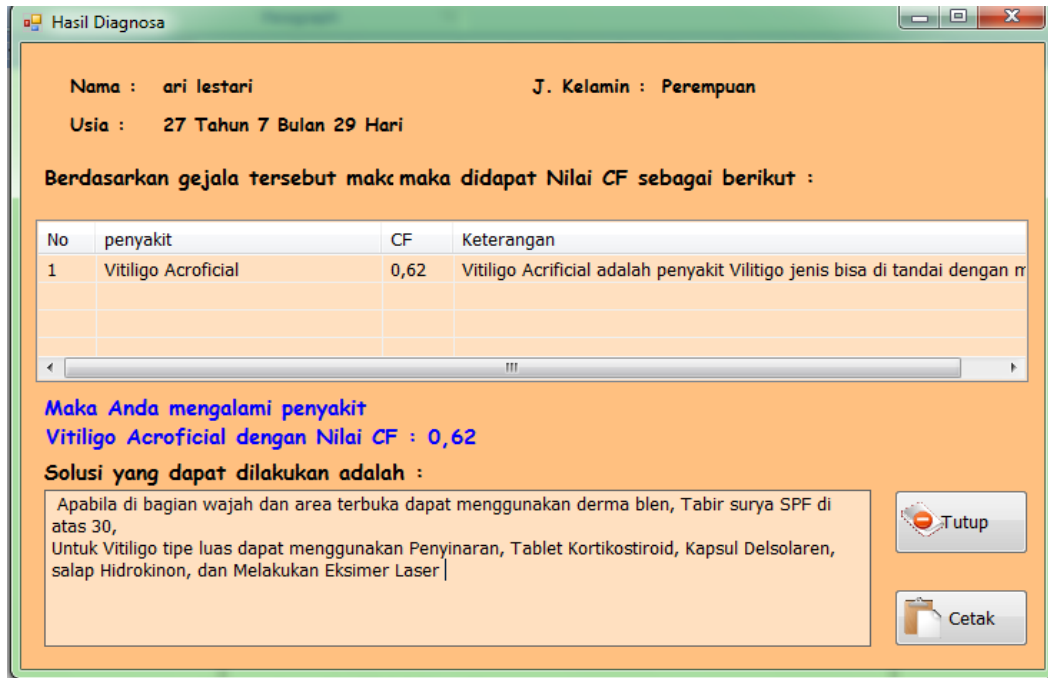 Hasil Diagnosa
Nama : ari lestari J. Kelamin : Perempuan
Usia : 27 Tahun 7 Bulan 29 Hari
Berdasarkan gejala tersebut maka maka didapat Nilai CF sebagai berikut :
No penyakit CF Keterangan
1 Vitiligo Acroficial 0,62 Vitiligo Acrificial adalah penyakit Vilitigo jenis bisa di tandai dengan
Maka Anda mengalami penyakit
Vitiligo Acroficial dengan Nilai CF : 0,62
Solusi yang dapat dilakukan adalah :
Apabila di bagian wajah dan area terbuka dapat menggunakan derma blen, Tabir surya SPF di
atas 30,
Untuk Vitiligo tipe luas dapat menggunakan Penyinaran, Tablet Kortikostiroid, Kapsul Delsolaren,
salap Hidrokinon, dan Melakukan Eksimer Laser
Tutup
Cetak